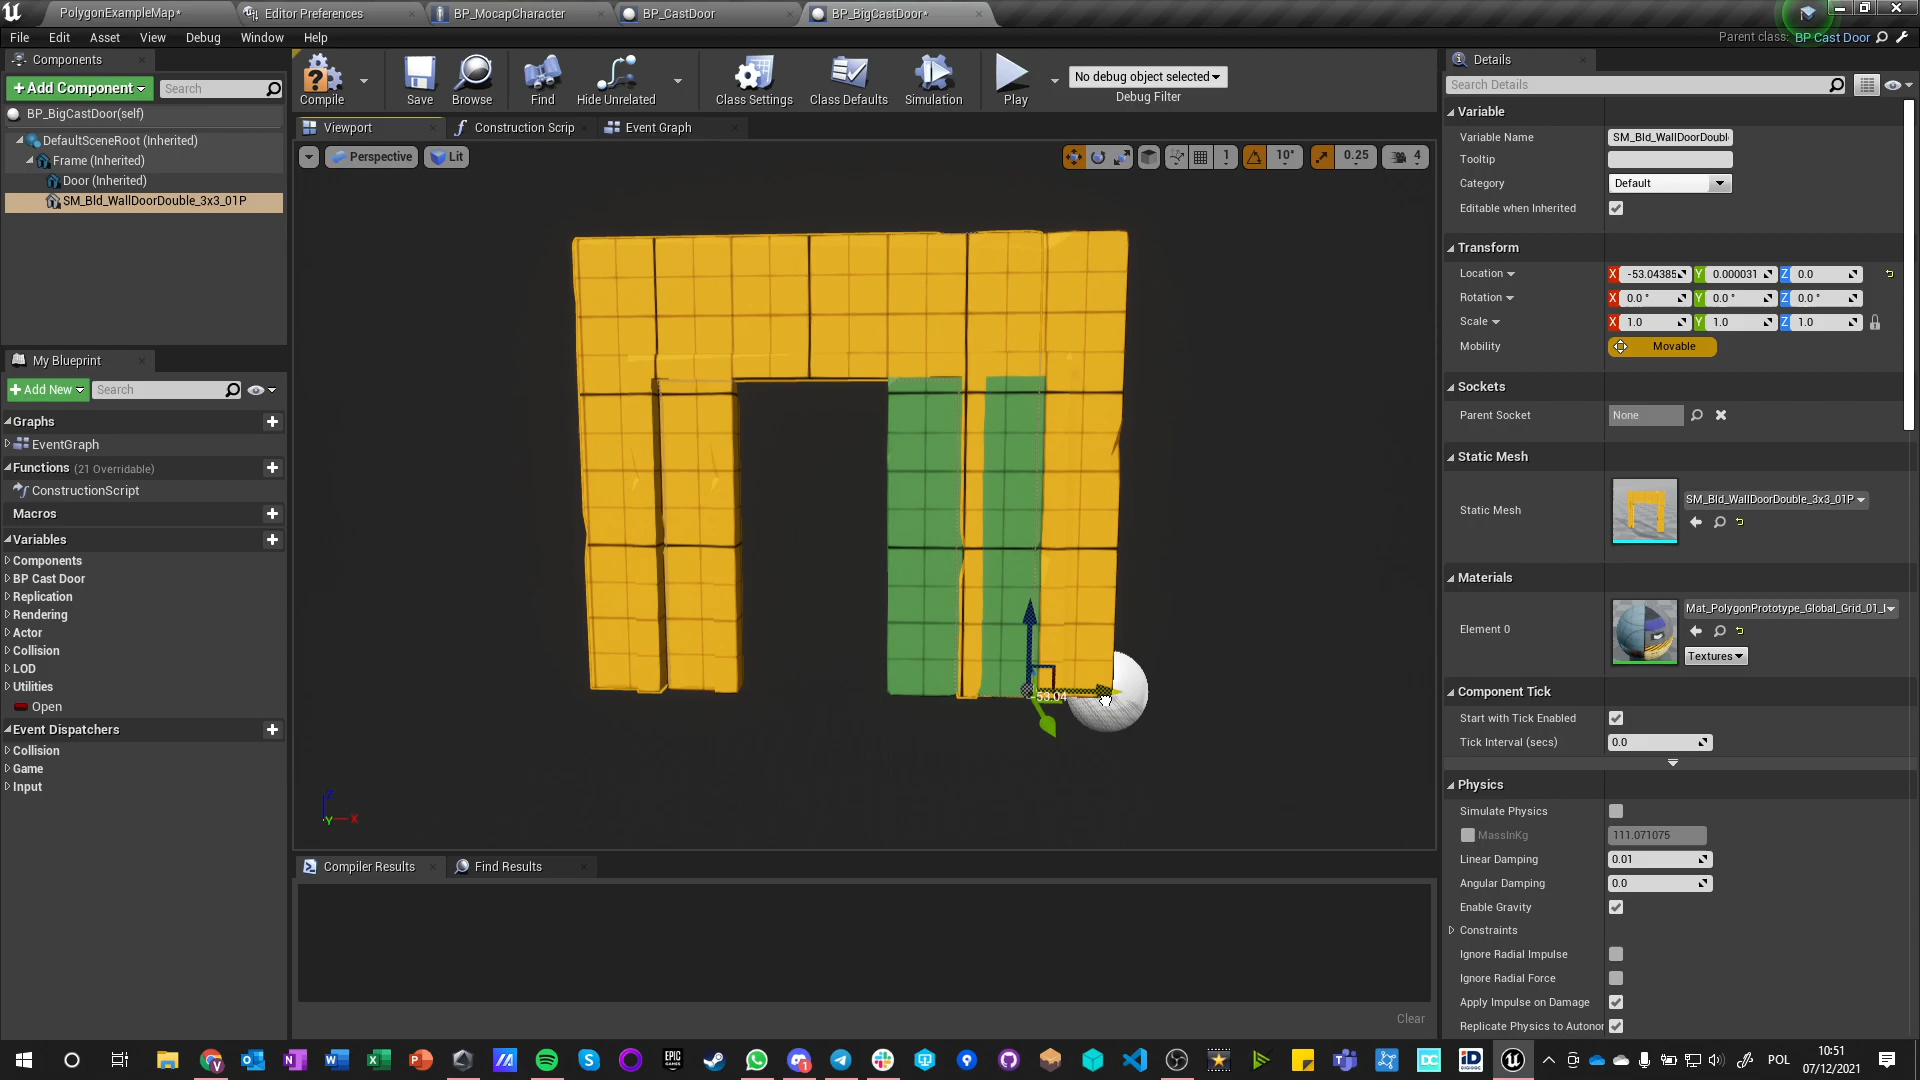 PolygonExampleMap*
Editor Preferences
BP_MocapCharacter
BP_CastDoor
BP_BigCastDoor*
File Edit Asset View Debug Window Help
Parent class: BP Cast Door
Components
+Add Component
Search
BP_BigCastDoor(self)
DefaultSceneRoot (Inherited)
Frame (Inherited)
Door (Inherited)
SM_Bld_WallDoorDouble_3x3_01P
My Blueprint
+Add New
Search
Graphs
EventGraph
Functions (21 Overridable)
ConstructionScript
Macros
Variables
Components
BP Cast Door
Replication
Rendering
Actor
Collision
LOD
Utilities
Open
Event Dispatchers
Collision
Game
Input
Compile
Save
Browse
Find
Hide Unrelated
Class Settings
Class Defaults
Simulation
Play
No debug object selected
Debug Filter
Viewport
Construction Scrip
Event Graph
Perspective
Lit
1
10°
0.25
4
-53.04
Z
Y
X
Compiler Results
Find Results
Clear
Details
Search Details
Variable
Variable Name SM_Bld_WallDoorDoubl
Tooltip
Category Default
Editable when Inherited
Transform
Location X -53.04385 Y 0.000031 Z 0.0
Rotation X 0.0° Y 0.0° Z 0.0°
Scale X 1.0 Y 1.0 Z 1.0
Mobility Movable
Sockets
Parent Socket None
Static Mesh
Static Mesh SM_Bld_WallDoorDouble_3x3_01P
Materials
Element 0 Mat_PolygonPrototype_Global_Grid_01_
Textures
Component Tick
Start with Tick Enabled
Tick Interval (secs) 0.0
Physics
Simulate Physics
MassInKg 111.071075
Linear Damping 0.01
Angular Damping 0.0
Enable Gravity
Constraints
Ignore Radial Impulse
Ignore Radial Force
Apply Impulse on Damage
Replicate Physics to Autonor
EPIC GAMES
1
DC
iD
POL
10:51
07/12/2021